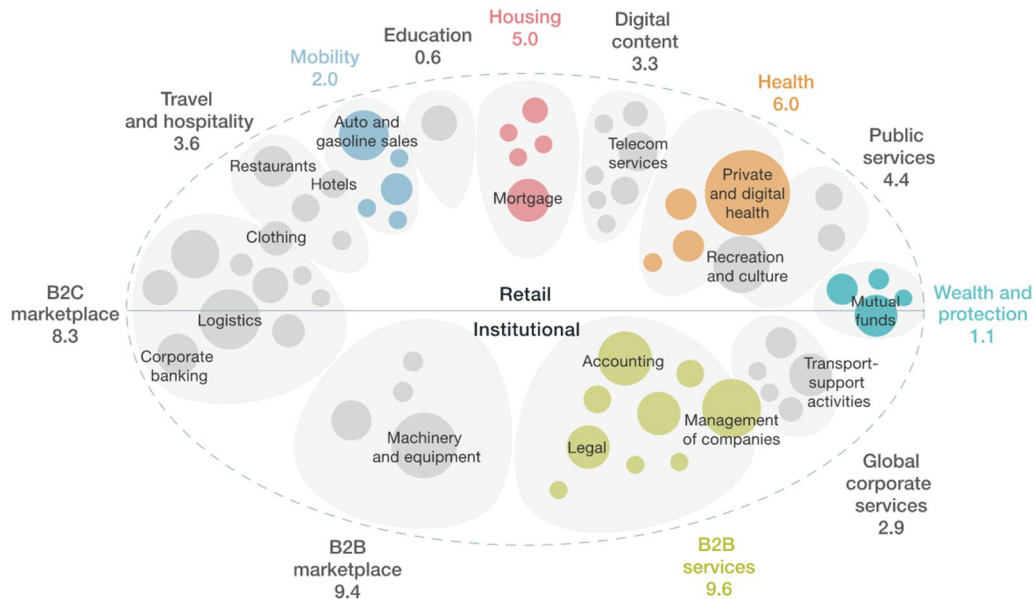 Housing
5.0
Digital
content
3.3
Education
0.6
Mobility
2.0
Health
6.0
Travel
and hospitality
3.6
Public
services
4.4
Auto and
gasoline sales
Restaurants
Hotels
Telecom
services
Mortgage
Private
and digital
health
Clothing
Recreation
and culture
B2C
marketplace
8.3
Retail
Institutional
Mutual
funds
Wealth and
protection
1.1
Logistics
Corporate
banking
Accounting
Transport-
support
activities
Management
of companies
Machinery
and equipment
Legal
Global
corporate
services
2.9
B2B
marketplace
9.4
B2B
services
9.6